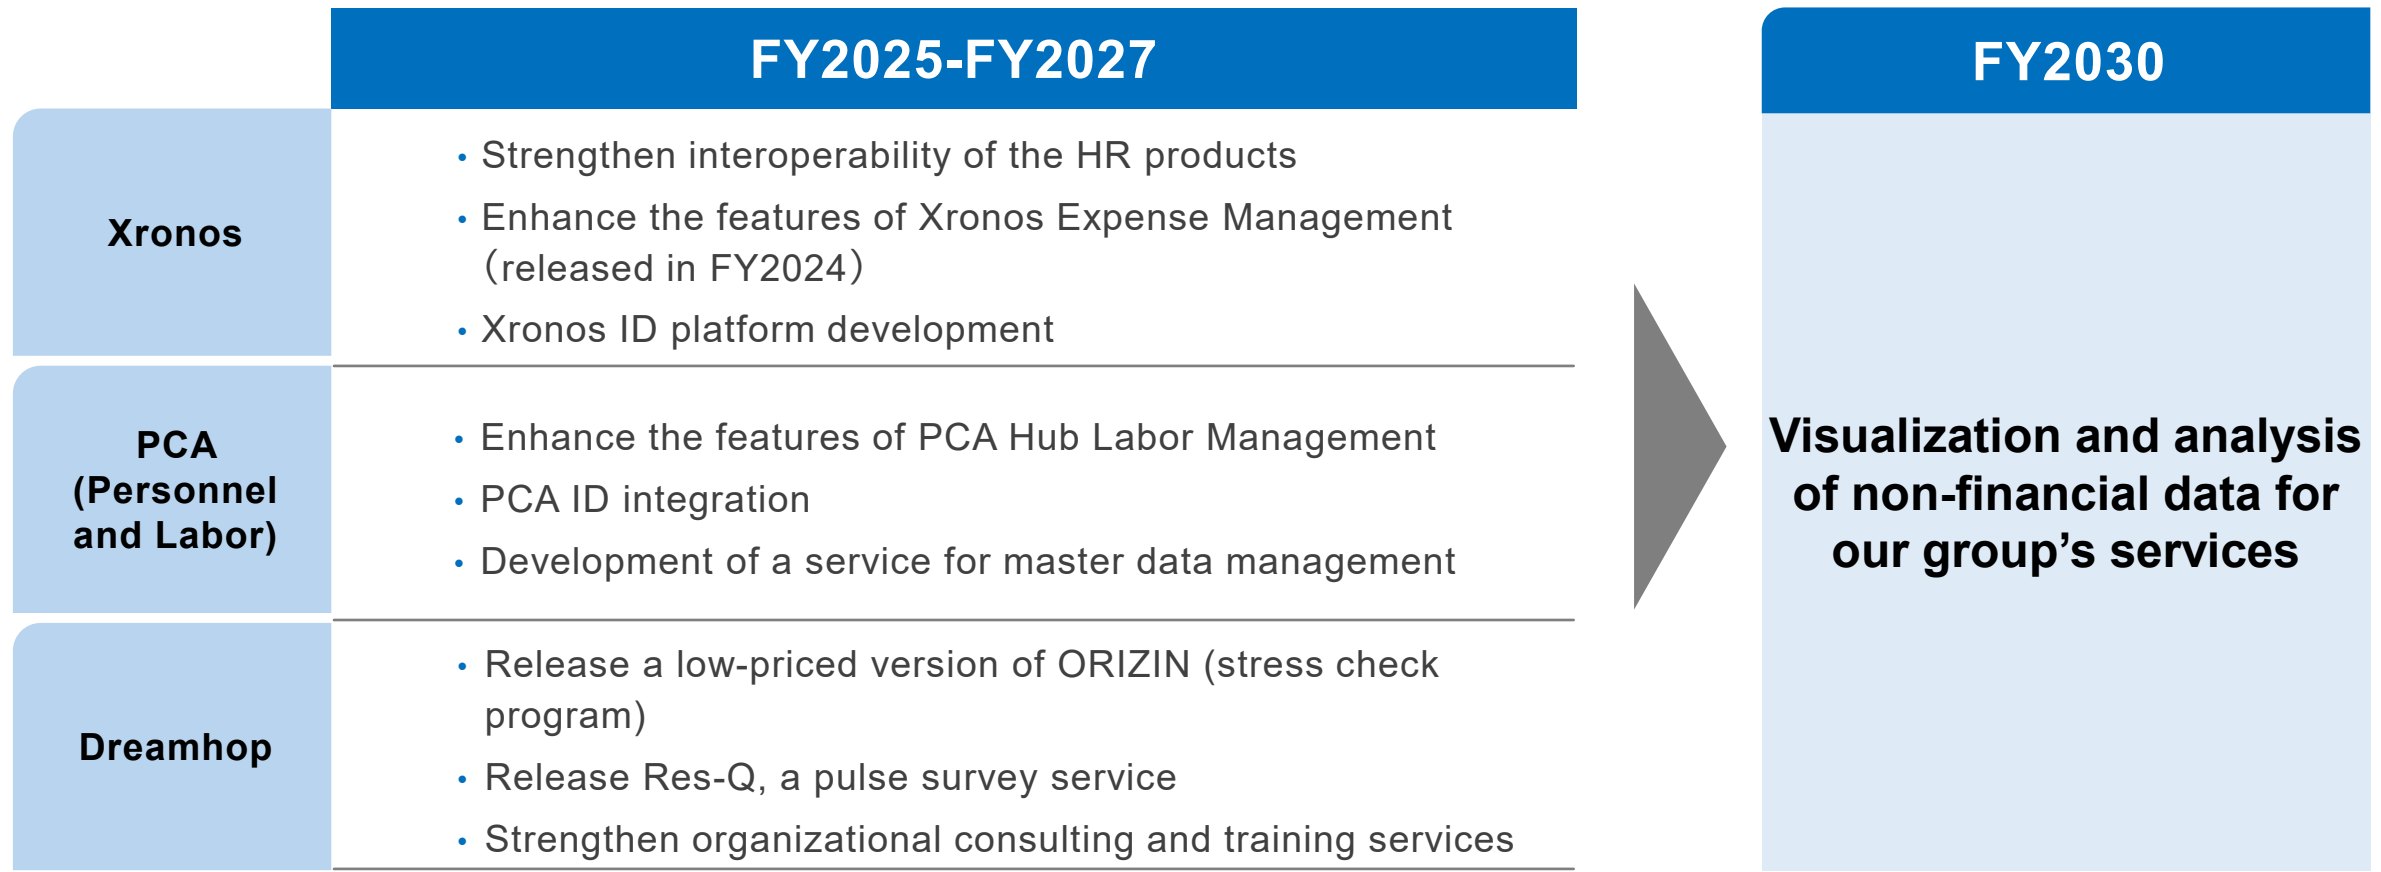 FY2025-FY2027
FY2030
Xronos
• Strengthen interoperability of the HR products
• Enhance the features of Xronos Expense Management
（released in FY2024）
• Xronos ID platform development
PCA
(Personnel
and Labor)
• Enhance the features of PCA Hub Labor Management
• PCA ID integration
• Development of a service for master data management
Dreamhop
• Release a low-priced version of ORIZIN (stress check
program)
• Release Res-Q, a pulse survey service
• Strengthen organizational consulting and training services
Visualization and analysis
of non-financial data for
our group’s services